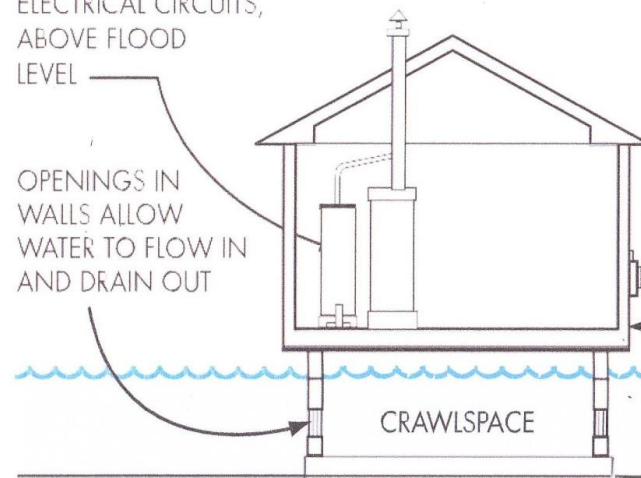 ELECTRICAL CIRCUITS,
ABOVE FLOOD
LEVEL
OPENINGS IN
WALLS ALLOW
WATER TO FLOW IN
AND DRAIN OUT
CRAWLSPACE